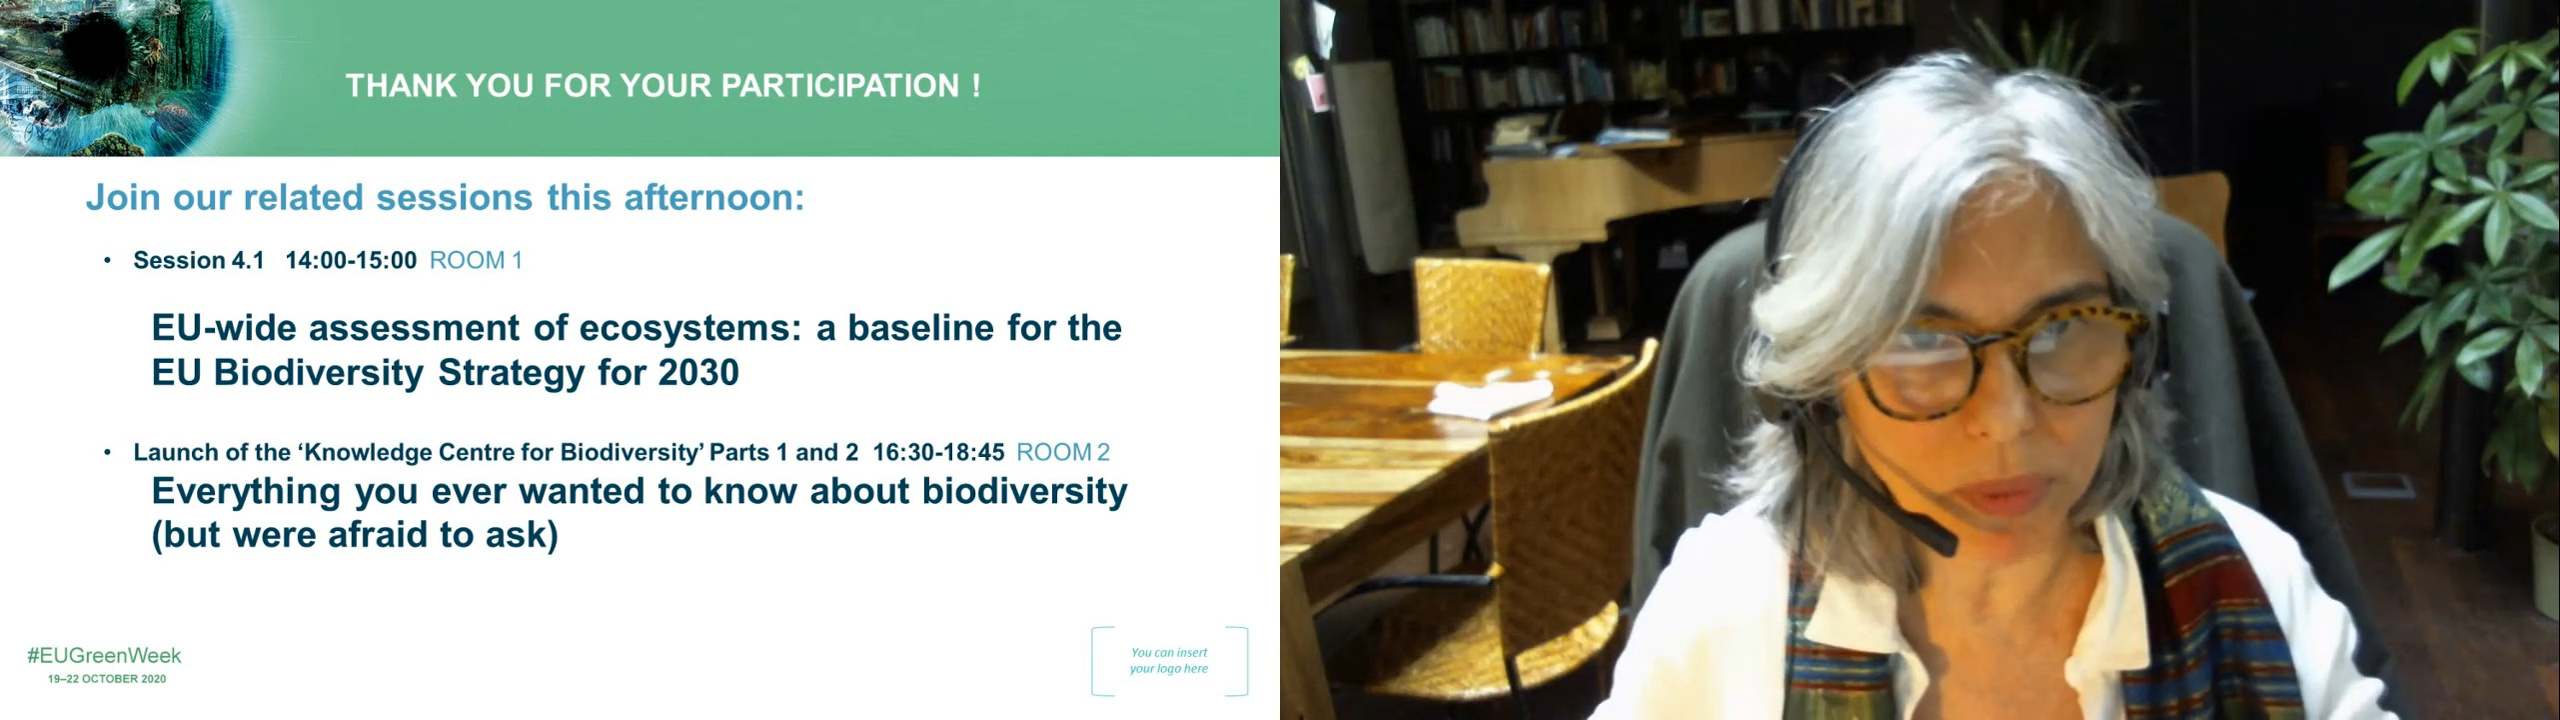 THANK YOU FOR YOUR PARTICIPATION !
Join our related sessions this afternoon:
• Session 4.1 14:00-15:00 ROOM 1
EU-wide assessment of ecosystems: a baseline for the
EU Biodiversity Strategy for 2030
• Launch of the ‘Knowledge Centre for Biodiversity’ Parts 1 and 2 16:30-18:45 ROOM 2
Everything you ever wanted to know about biodiversity
(but were afraid to ask)
#EUGreenWeek
19–22 OCTOBER 2020
You can insert
your logo here